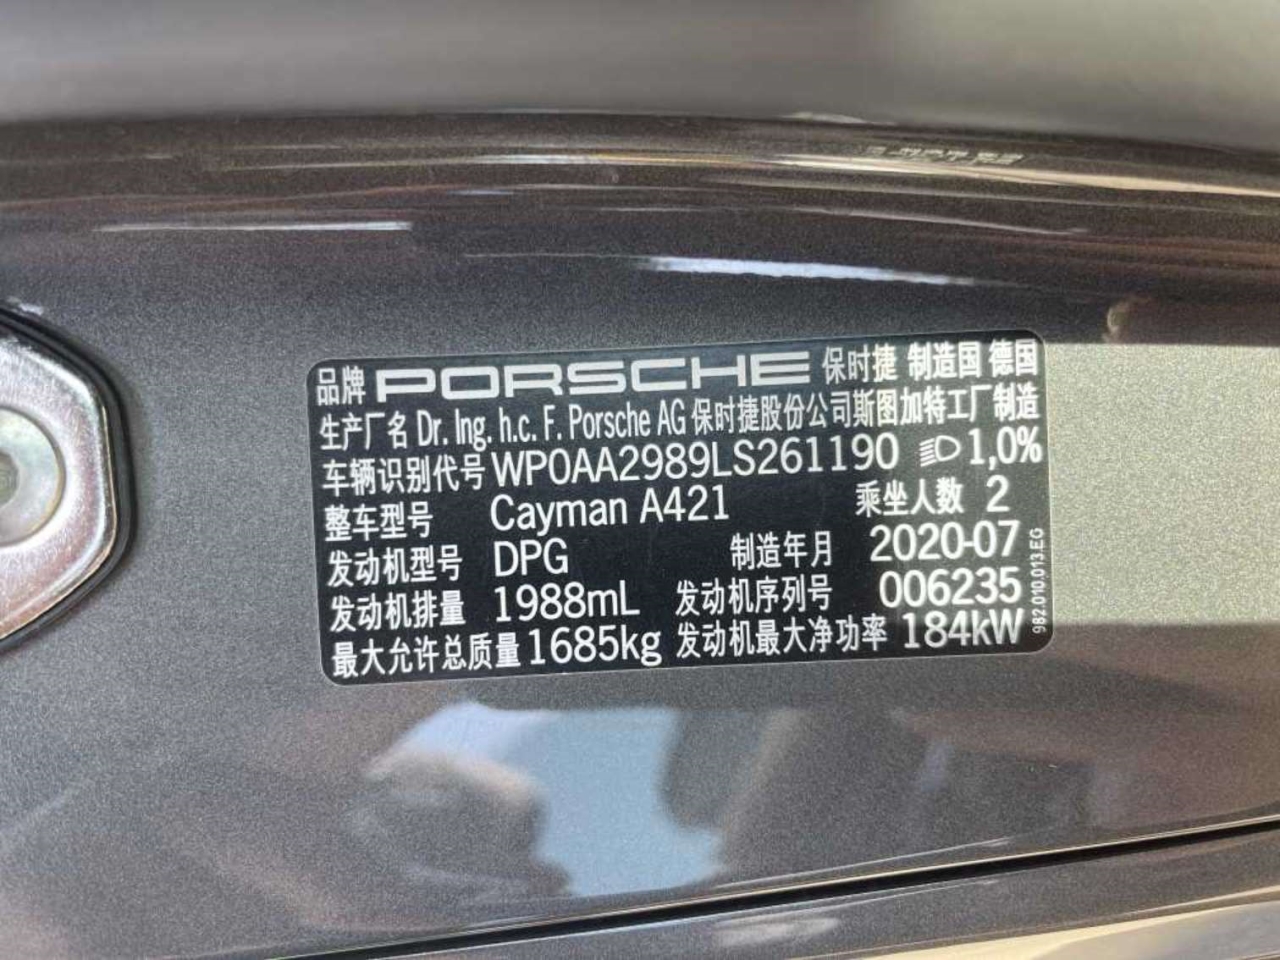 品牌 PORSCHE 保时捷 制造国 德国
生产厂名 Dr. Ing. h.c. F. Porsche AG 保时捷股份公司斯图加特工厂制造
车辆识别代号 WP0AA2989LS261190 1,0%
整车型号 Cayman A421 乘坐人数 2
发动机型号 DPG 制造年月 2020-07
发动机排量 1988mL 发动机序列号 006235
最大允许总质量 1685kg 发动机最大净功率 184kW
982.010.013.EG